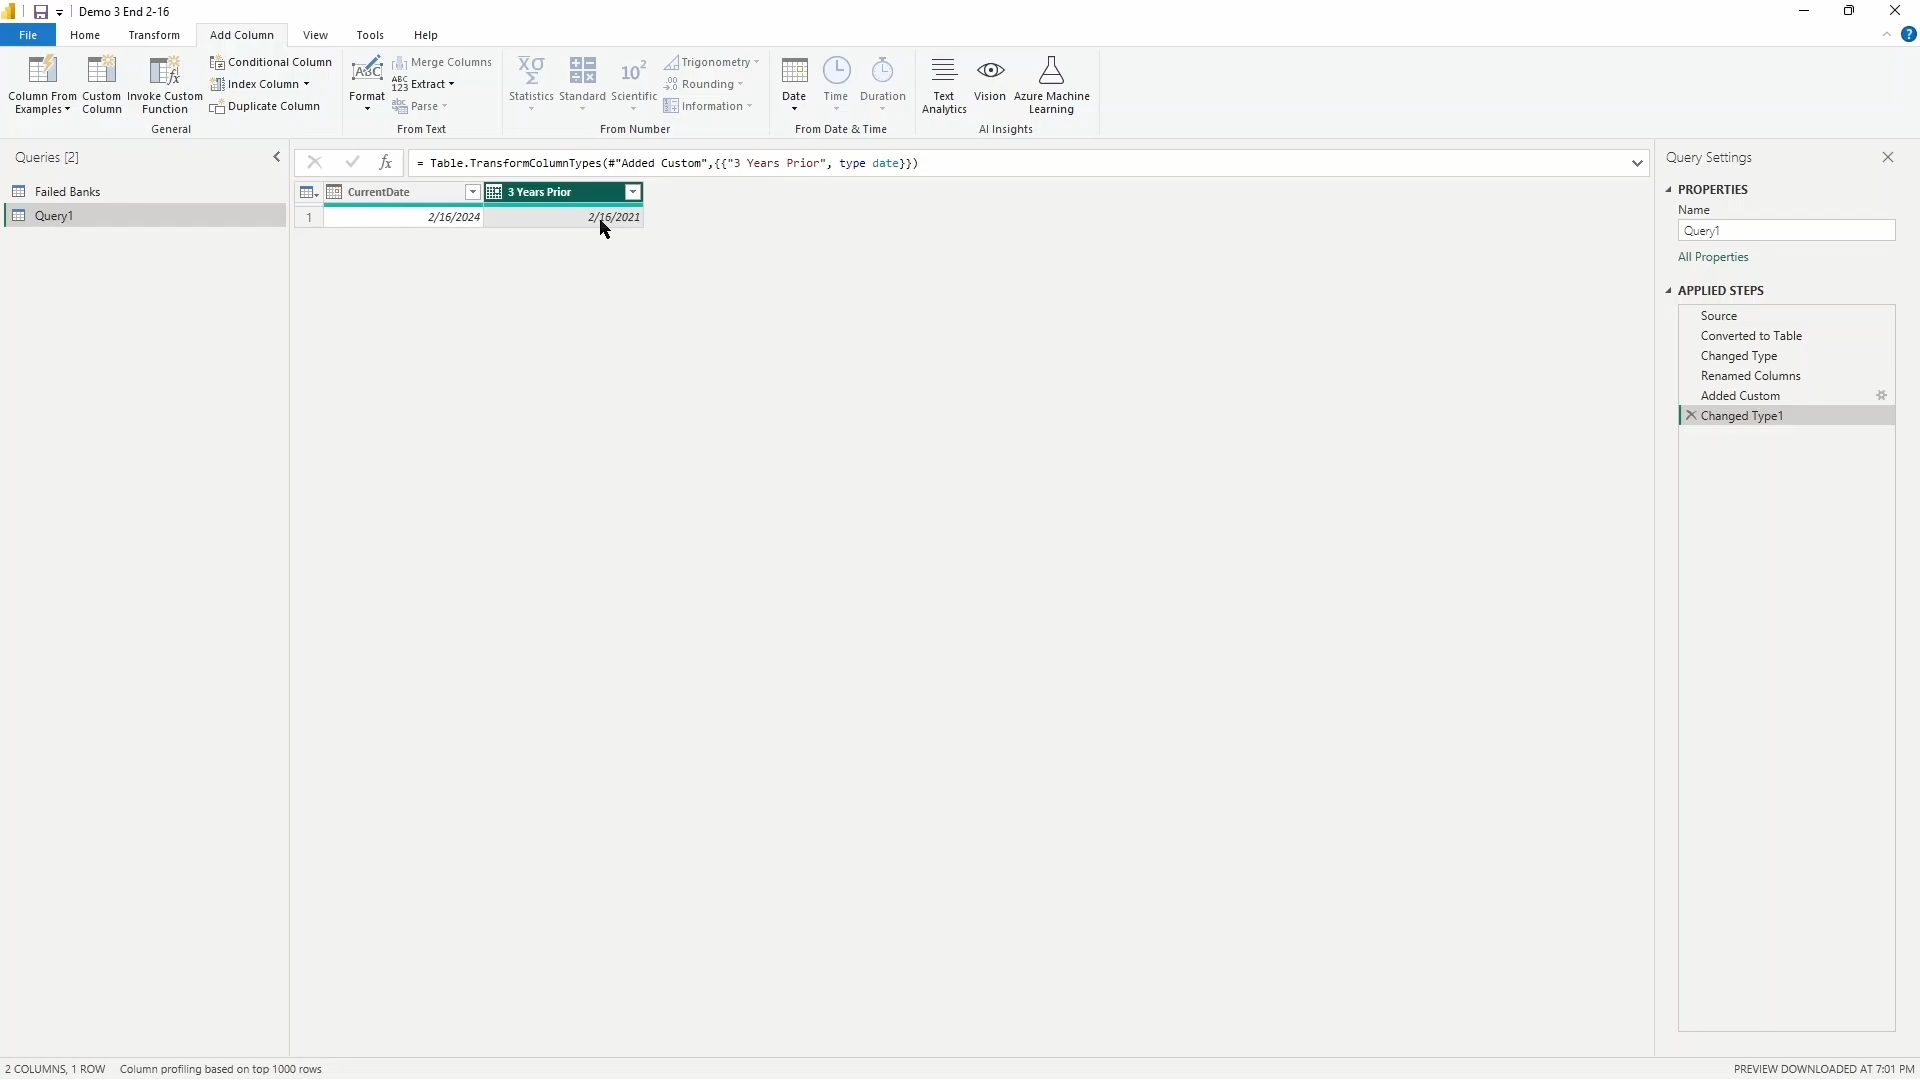 Demo 3 End 2-16
File Home Transform Add Column View Tools Help
Column From Examples
Custom Column
Invoke Custom Function
Conditional Column
Index Column
Duplicate Column
General
Format
Merge Columns
Extract
Parse
From Text
Statistics
Standard
Scientific
Trigonometry
Rounding
Information
From Number
Date
Time
Duration
From Date & Time
Text Analytics
Vision
Azure Machine Learning
AI Insights
Queries [2]
Failed Banks
Query1
= Table.TransformColumnTypes(#"Added Custom",{{"3 Years Prior", type date}})
CurrentDate 3 Years Prior
1 2/16/2024 2/16/2021
Query Settings
PROPERTIES
Name
Query1
All Properties
APPLIED STEPS
Source
Converted to Table
Changed Type
Renamed Columns
Added Custom
Changed Type1
2 COLUMNS, 1 ROW Column profiling based on top 1000 rows
PREVIEW DOWNLOADED AT 7:01 PM